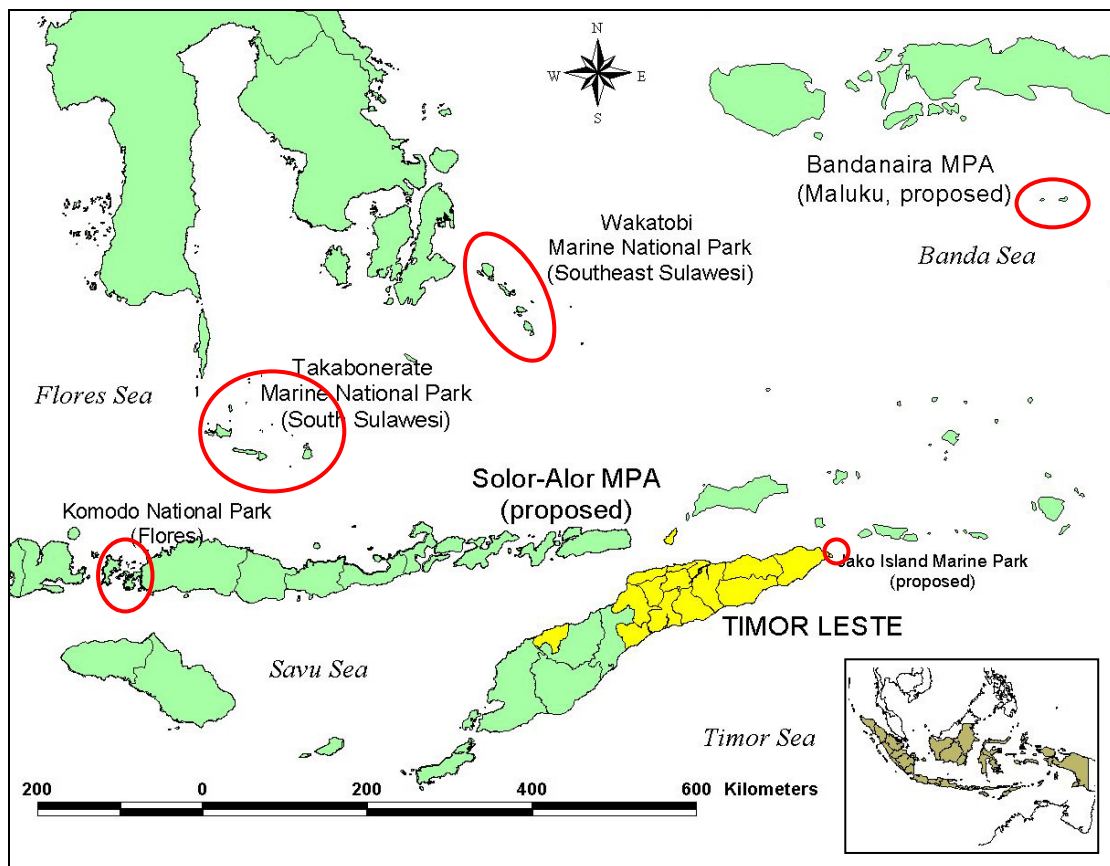 N
W E
S
Bandanaira MPA
(Maluku, proposed)
Banda Sea
Wakatobi
Marine National Park
(Southeast Sulawesi)
Takabonerate
Marine National Park
(South Sulawesi)
Flores Sea
Solor-Alor MPA
(proposed)
Komodo National Park
(Flores)
Jako Island Marine Park
(proposed)
TIMOR LESTE
Savu Sea
Timor Sea
200 0 200 400 600 Kilometers